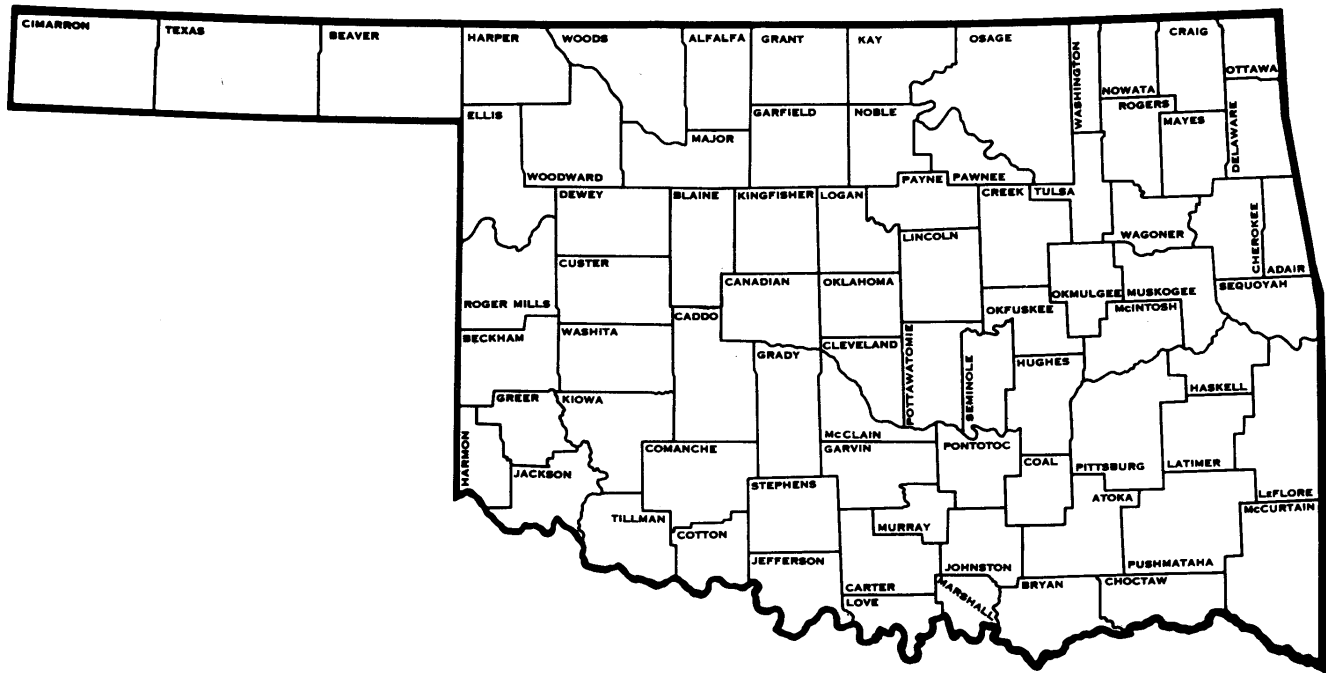 CIMARRON
TEXAS
BEAVER
HARPER
WOODS
ALFALFA
GRANT
KAY
OSAGE
WASHINGTON
NOWATA
CRAIG
OTTAWA
ELLIS
WOODWARD
MAJOR
GARFIELD
NOBLE
PAWNEE
ROGERS
MAYES
DELAWARE
DEWEY
BLAINE
KINGFISHER
LOGAN
PAYNE
CREEK
TULSA
WAGONER
CHEROKEE
ADAIR
ROGER MILLS
CUSTER
CANADIAN
OKLAHOMA
LINCOLN
OKFUSKEE
OKMULGEE
MUSKOGEE
McINTOSH
SEQUOYAH
BECKHAM
WASHITA
CADDO
GRADY
CLEVELAND
POTTAWATOMIE
SEMINOLE
HUGHES
HASKELL
HARMON
GREER
KIOWA
JACKSON
COMANCHE
McCLAIN
GARVIN
PONTOTOC
COAL
PITTSBURG
LATIMER
LeFLORE
McCURTAIN
TILLMAN
COTTON
STEPHENS
MURRAY
ATOKA
PUSHMATAHA
JEFFERSON
CARTER
LOVE
JOHNSTON
MARSHALL
BRYAN
CHOCTAW